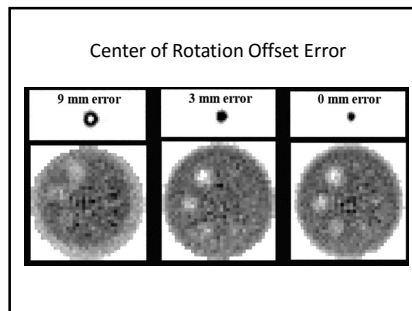 Center of Rotation Offset Error
9 mm error
3 mm error
0 mm error